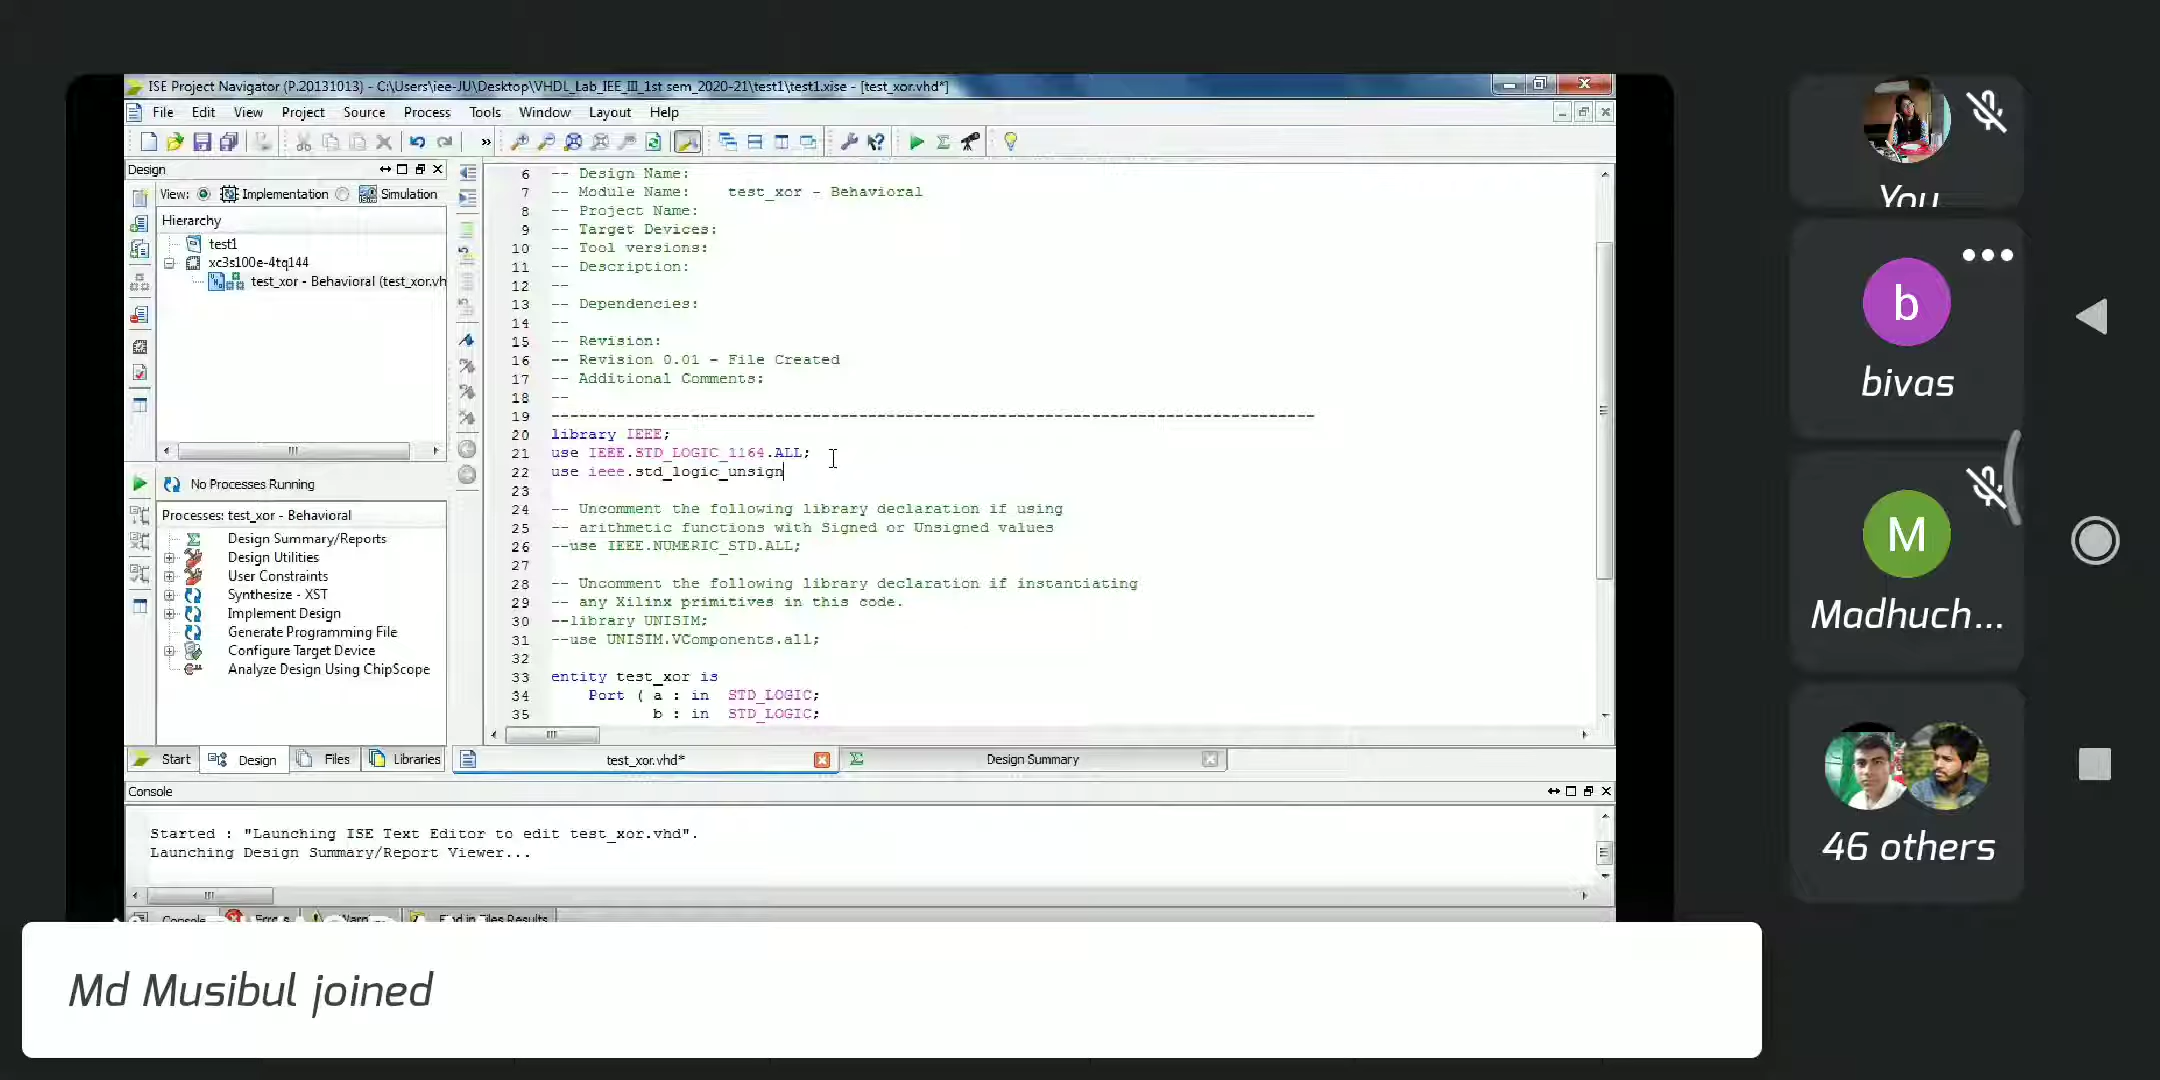 ISE Project Navigator (P.20131013) - C:\Users\iee-JU\Desktop\VHDL_Lab_IEE_III_1st sem_2020-21\test1\test1.xise - [test_xor.vhd*]
File Edit View Project Source Process Tools Window Layout Help
Design
View: Implementation Simulation
Hierarchy
test1
xc3s100e-4tq144
test_xor - Behavioral (test_xor.vh
No Processes Running
Processes: test_xor - Behavioral
Design Summary/Reports
Design Utilities
User Constraints
Synthesize - XST
Implement Design
Generate Programming File
Configure Target Device
Analyze Design Using ChipScope
Start Design Files Libraries
6 -- Design Name:
7 -- Module Name: test_xor - Behavioral
8 -- Project Name:
9 -- Target Devices:
10 -- Tool versions:
11 -- Description:
12 --
13 -- Dependencies:
14 --
15 -- Revision:
16 -- Revision 0.01 - File Created
17 -- Additional Comments:
18 --
19 ----------------------------------------------------------------------------------
20 library IEEE;
21 use IEEE.STD_LOGIC_1164.ALL;
22 use ieee.std_logic_unsign
23
24 -- Uncomment the following library declaration if using
25 -- arithmetic functions with Signed or Unsigned values
26 --use IEEE.NUMERIC_STD.ALL;
27
28 -- Uncomment the following library declaration if instantiating
29 -- any Xilinx primitives in this code.
30 --library UNISIM;
31 --use UNISIM.VComponents.all;
32
33 entity test_xor is
34 Port ( a : in STD_LOGIC;
35 b : in STD_LOGIC;
test_xor.vhd* Design Summary
Console
Started : "Launching ISE Text Editor to edit test_xor.vhd".
Launching Design Summary/Report Viewer...
Console Errors Find in Files Results
Md Musibul joined
You
b
bivas
M
Madhuch...
46 others